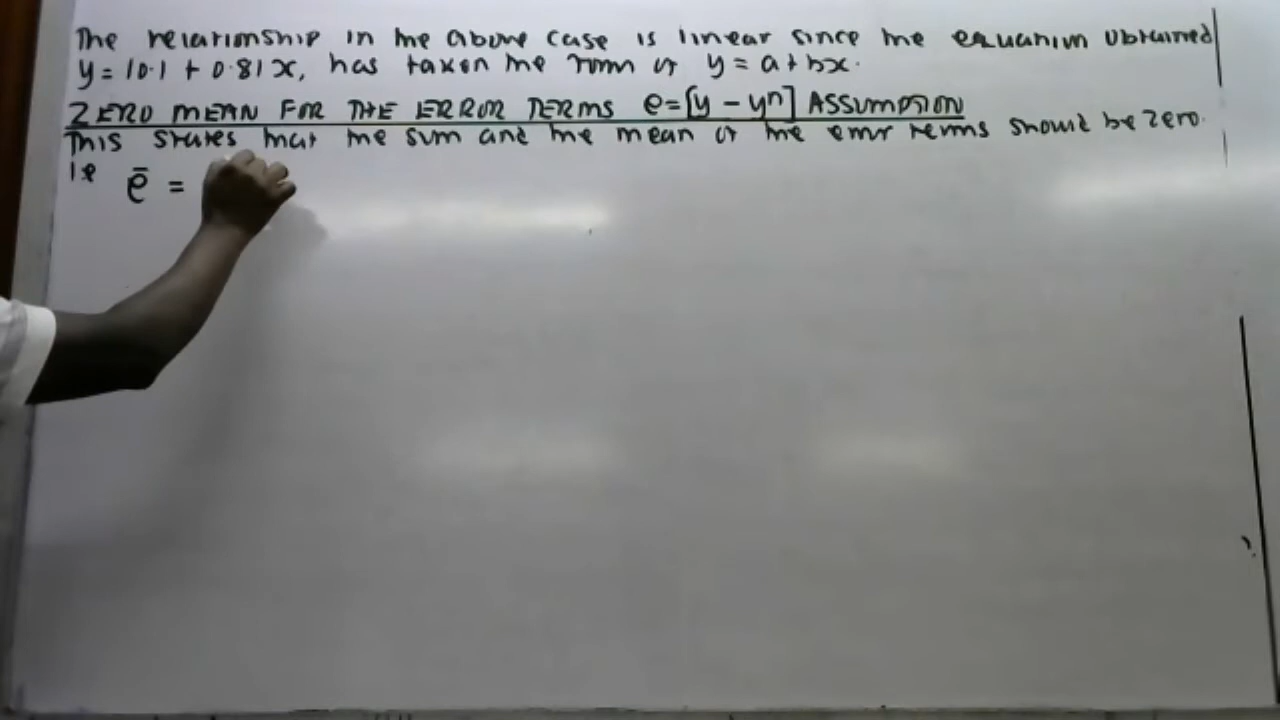 The relationship in the above case is linear since the equation obtained
y = 10.1 + 0.81x, has taken the form of y = a + bx.
ZERO MEAN FOR THE ERROR TERMS e = [y - yⁿ] ASSUMPTION
This states that the sum and the mean of the error terms should be zero.
ie ē =